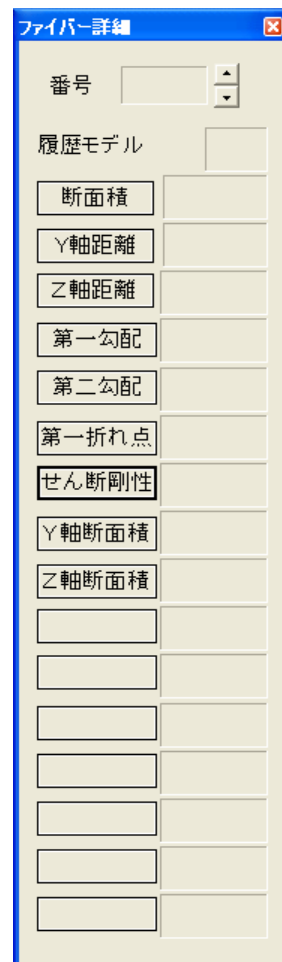 ファイバー詳細
番号
履歴モデル
断面積
Y軸距離
Z軸距離
第一勾配
第二勾配
第一折れ点
せん断剛性
Y軸断面積
Z軸断面積